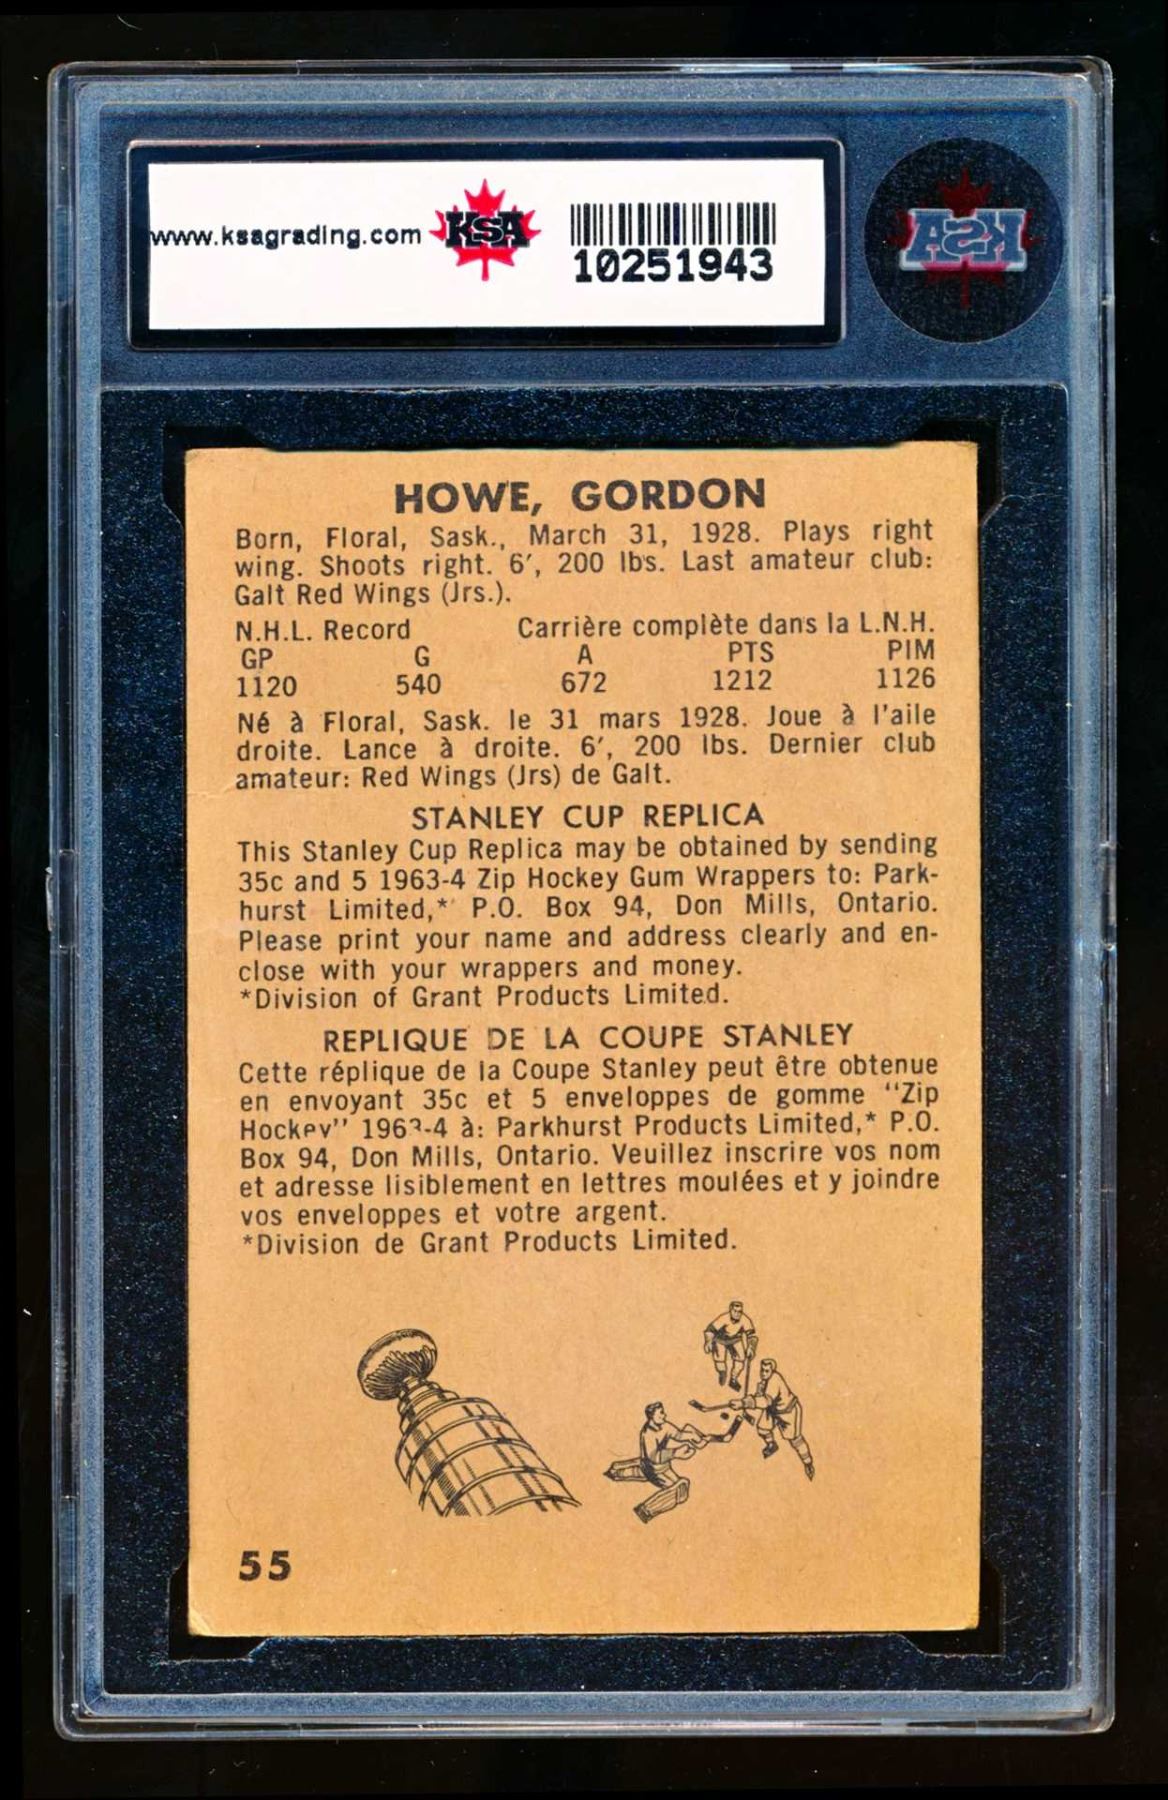 www.ksagrading.com KSA
10251943
KSA
HOWE, GORDON
Born, Floral, Sask., March 31, 1928. Plays right
wing. Shoots right. 6′, 200 lbs. Last amateur club:
Galt Red Wings (Jrs.).
N.H.L. Record Carrière complète dans la L.N.H.
GP G A PTS PIM
1120 540 672 1212 1126
Né à Floral, Sask. le 31 mars 1928. Joue à l'aile
droite. Lance à droite. 6′, 200 lbs. Dernier club
amateur: Red Wings (Jrs) de Galt.
STANLEY CUP REPLICA
This Stanley Cup Replica may be obtained by sending
35c and 5 1963-4 Zip Hockey Gum Wrappers to: Park-
hurst Limited,* P.O. Box 94, Don Mills, Ontario.
Please print your name and address clearly and en-
close with your wrappers and money.
*Division of Grant Products Limited.
REPLIQUE DE LA COUPE STANLEY
Cette réplique de la Coupe Stanley peut être obtenue
en envoyant 35c et 5 enveloppes de gomme "Zip
Hockey" 1963-4 à: Parkhurst Products Limited,* P.O.
Box 94, Don Mills, Ontario. Veuillez inscrire vos nom
et adresse lisiblement en lettres moulées et y joindre
vos enveloppes et votre argent.
*Division de Grant Products Limited.
55